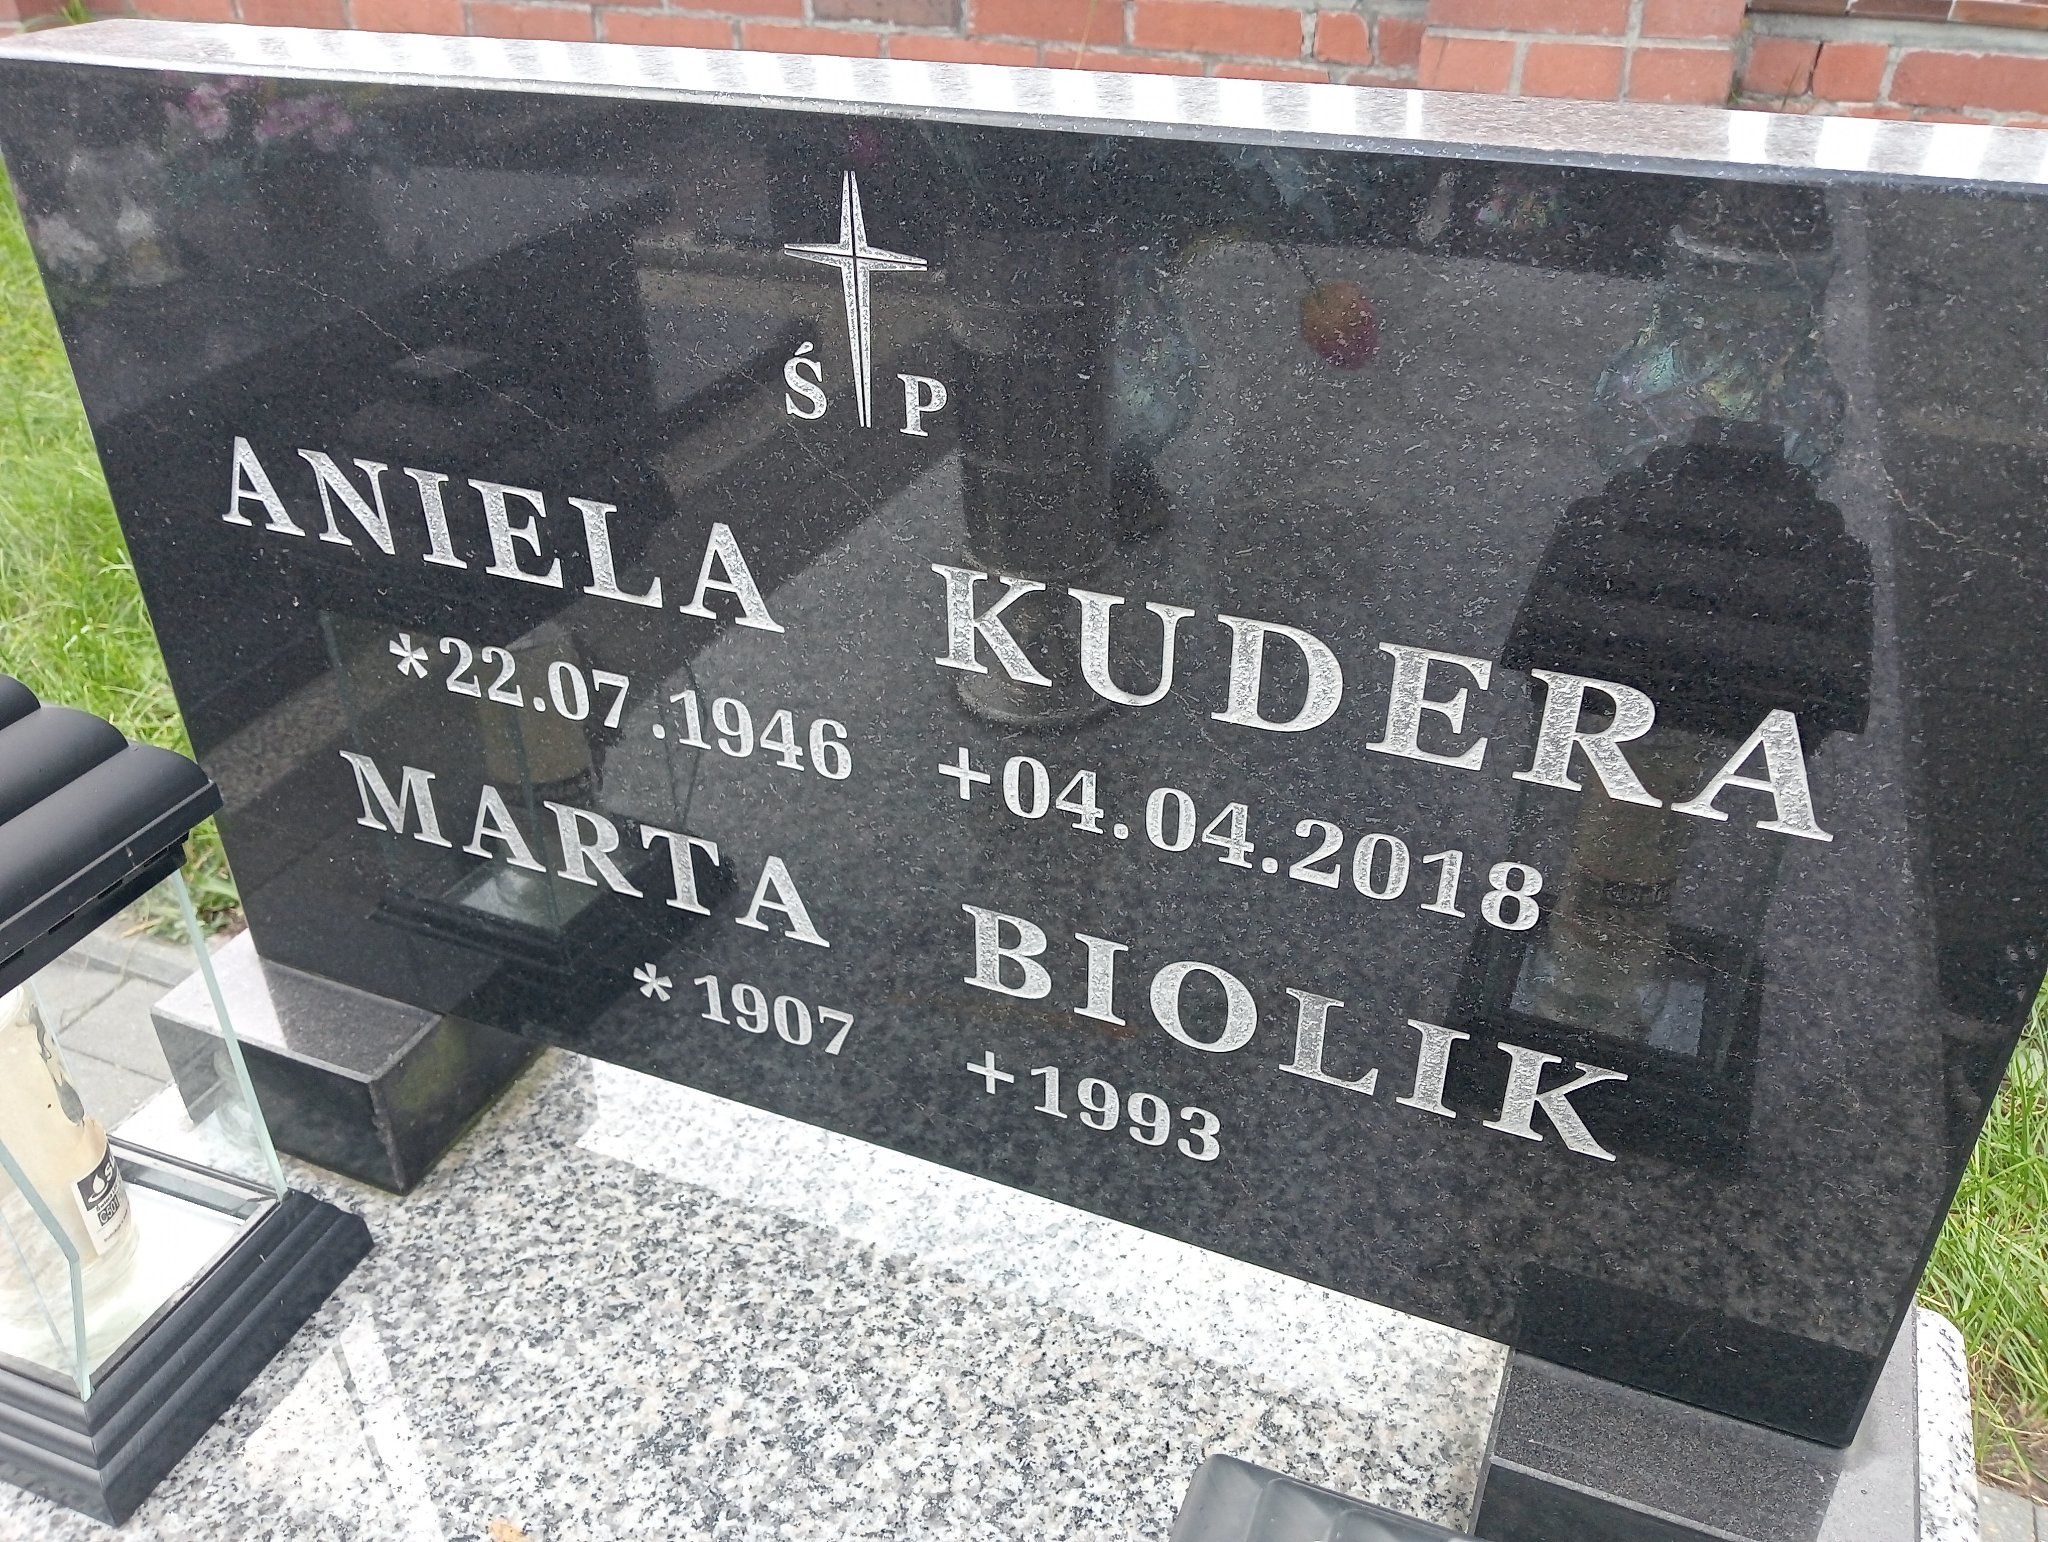 Ś P
ANIELA KUDERA
*22.07.1946 +04.04.2018
MARTA BIOLIK
* 1907 +1993